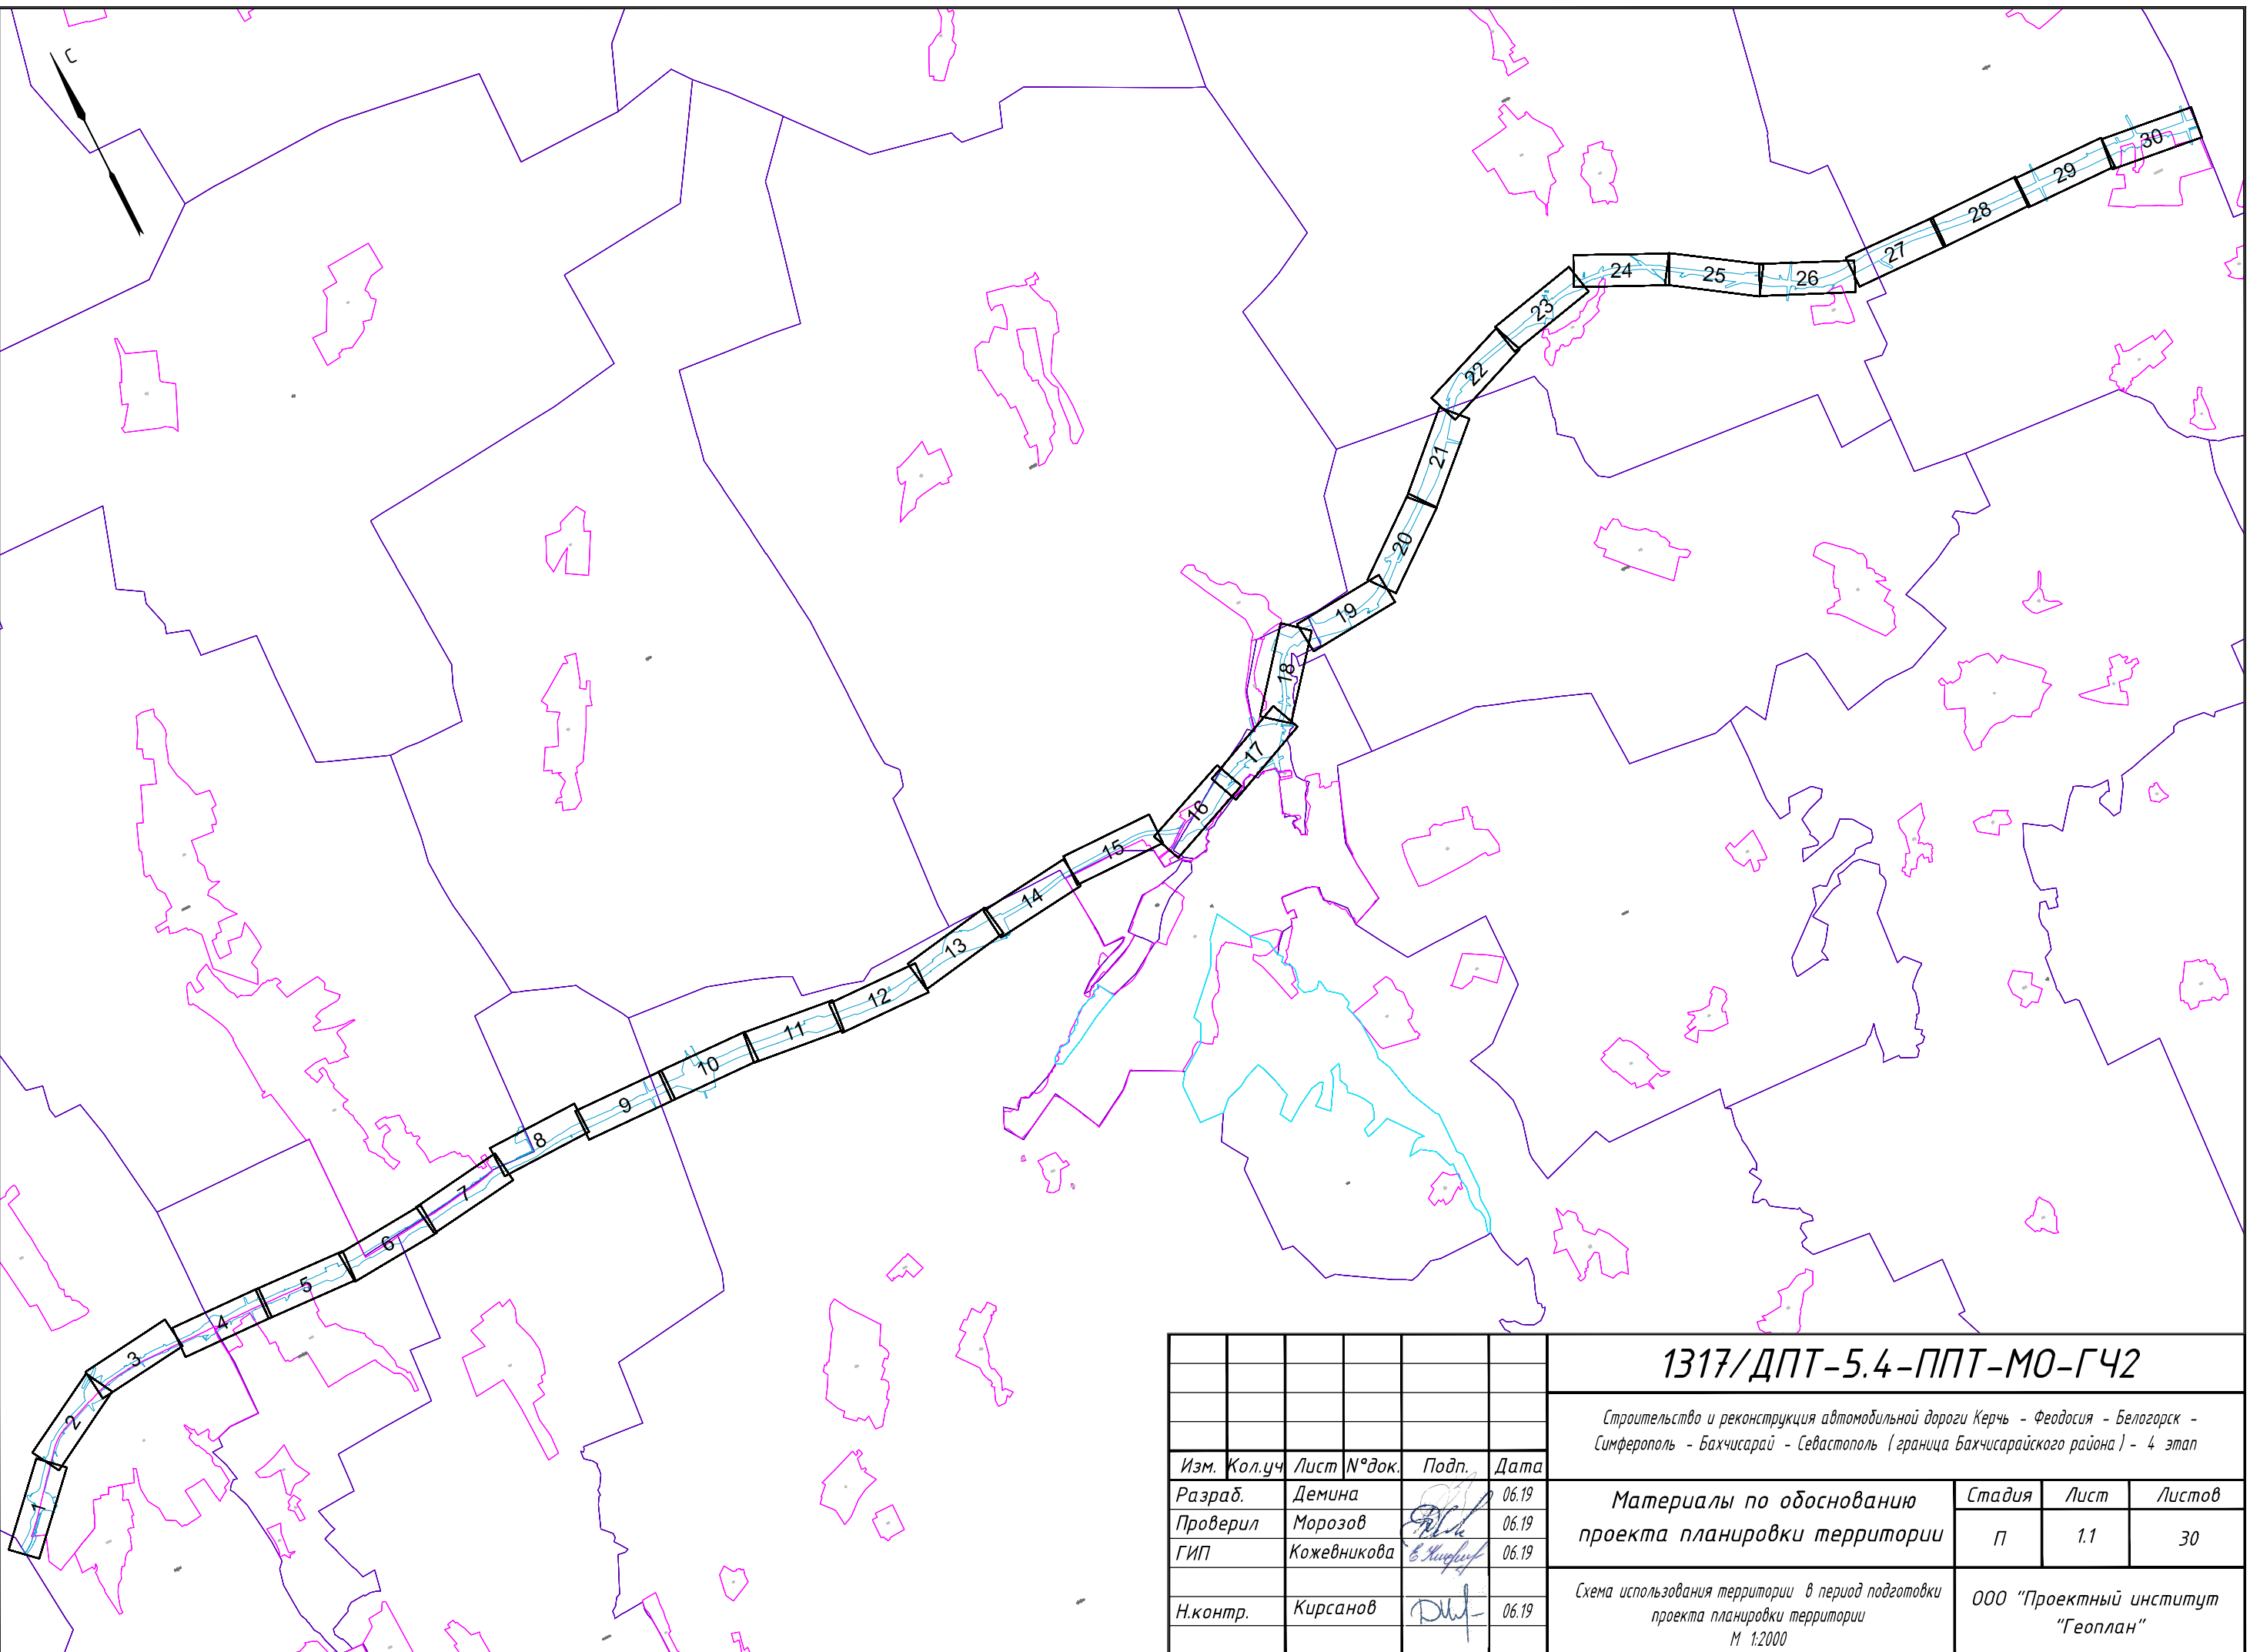 С
30
29
28
27
26
25
24
23
22
21
20
19
18
17
16
15
14
13
12
11
10
9
8
7
6
5
4
3
2
1
1317/ДПТ-5.4-ППТ-МО-ГЧ2
Строительство и реконструкция автомобильной дороги Керчь - Феодосия - Белогорск -
Симферополь - Бахчисарай - Севастополь (граница Бахчисарайского района) - 4 этап
Изм. Кол.уч Лист №док. Подп. Дата
Разраб. Демина 06.19
Проверил Морозов 06.19
ГИП Кожевникова 06.19
Н.контр. Кирсанов 06.19
Материалы по обоснованию
проекта планировки территории
Стадия Лист Листов
П 1.1 30
Схема использования территории в период подготовки
проекта планировки территории
М 1:2000
ООО "Проектный институт
"Геоплан"